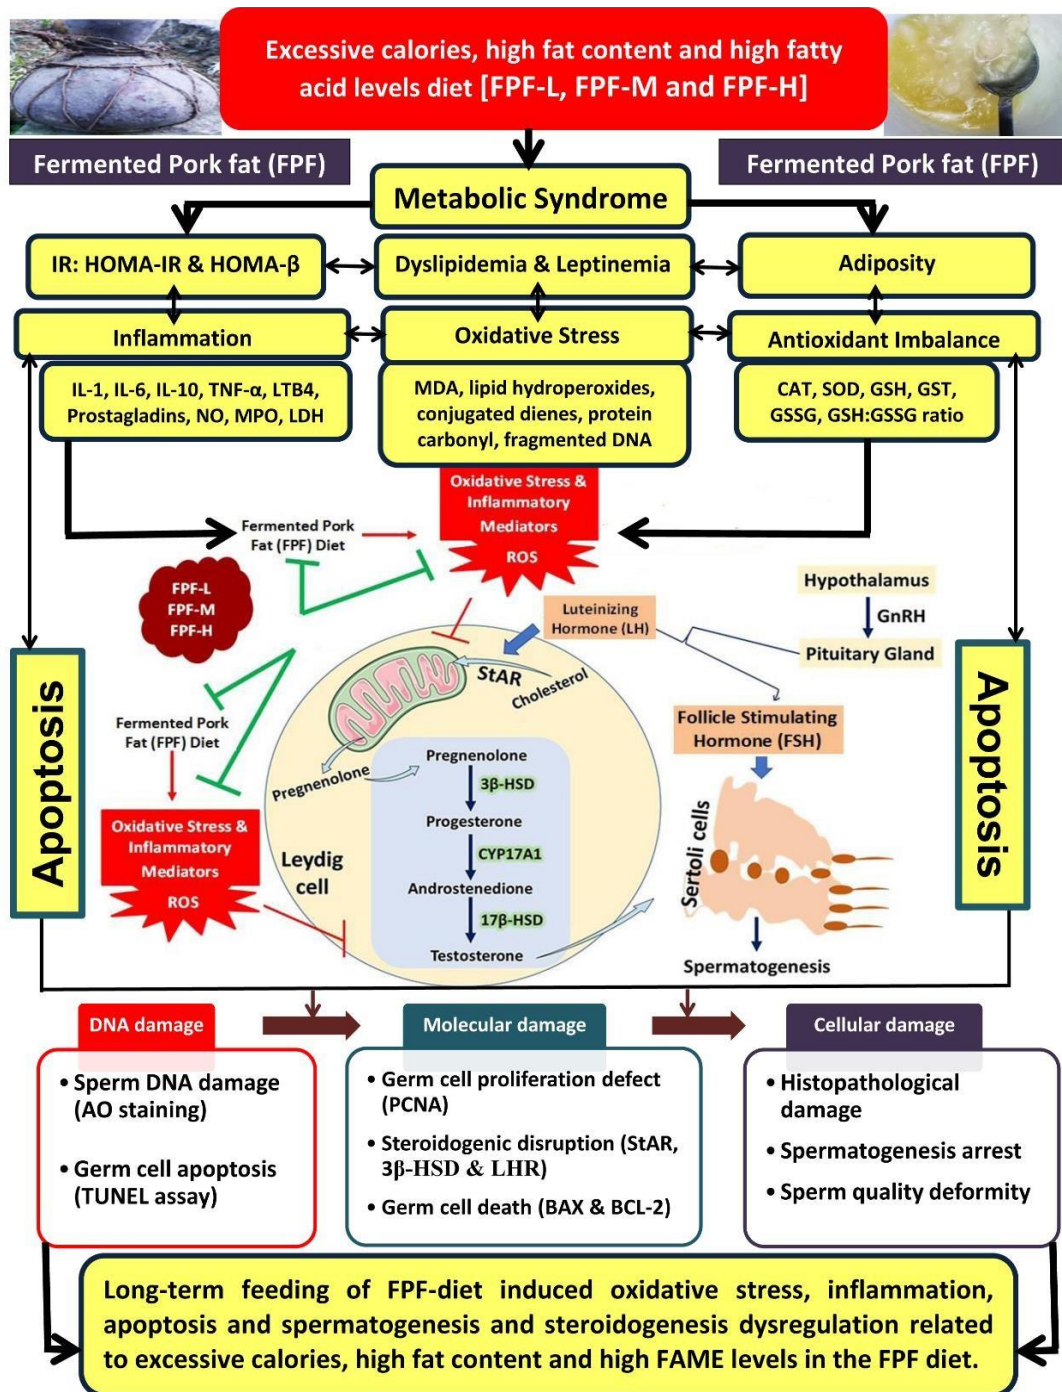 Excessive calories, high fat content and high fatty
acid levels diet [FPF-L, FPF-M and FPF-H]
Fermented Pork fat (FPF)
Fermented Pork fat (FPF)
Metabolic Syndrome
IR: HOMA-IR & HOMA-β
Dyslipidemia & Leptinemia
Adiposity
Inflammation
Oxidative Stress
Antioxidant Imbalance
IL-1, IL-6, IL-10, TNF-α, LTB4,
Prostagladins, NO, MPO, LDH
MDA, lipid hydroperoxides,
conjugated dienes, protein
carbonyl, fragmented DNA
CAT, SOD, GSH, GST,
GSSG, GSH:GSSG ratio
Oxidative Stress &
Inflammatory
Mediators
ROS
Fermented Pork
Fat (FPF) Diet
FPF-L
FPF-M
FPF-H
Hypothalamus
GnRH
Pituitary Gland
Luteinizing
Hormone (LH)
StAR
Cholesterol
Follicle Stimulating
Hormone (FSH)
Apoptosis
Apoptosis
Fermented Pork
Fat (FPF) Diet
Pregnenolone
Pregnenolone
3β-HSD
Progesterone
CYP17A1
Androstenedione
17β-HSD
Testosterone
Leydig
cell
Oxidative Stress &
Inflammatory
Mediators
ROS
Sertoli cells
Spermatogenesis
DNA damage
Molecular damage
Cellular damage
• Sperm DNA damage
(AO staining)
• Germ cell apoptosis
(TUNEL assay)
• Germ cell proliferation defect
(PCNA)
• Steroidogenic disruption (StAR,
3β-HSD & LHR)
• Germ cell death (BAX & BCL-2)
• Histopathological
damage
• Spermatogenesis arrest
• Sperm quality deformity
Long-term feeding of FPF-diet induced oxidative stress, inflammation,
apoptosis and spermatogenesis and steroidogenesis dysregulation related
to excessive calories, high fat content and high FAME levels in the FPF diet.